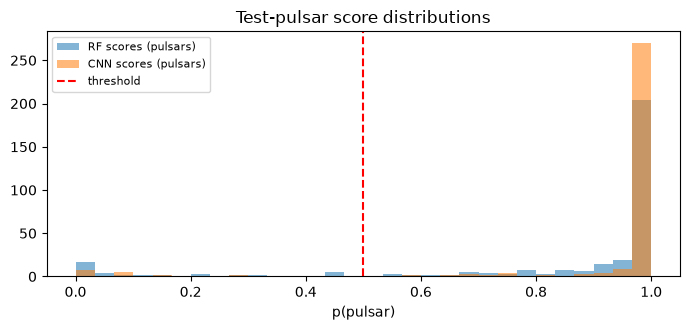 Test-pulsar score distributions
RF scores (pulsars)
CNN scores (pulsars)
threshold
250
200
150
100
50
0
0.0 0.2 0.4 0.6 0.8 1.0
p(pulsar)